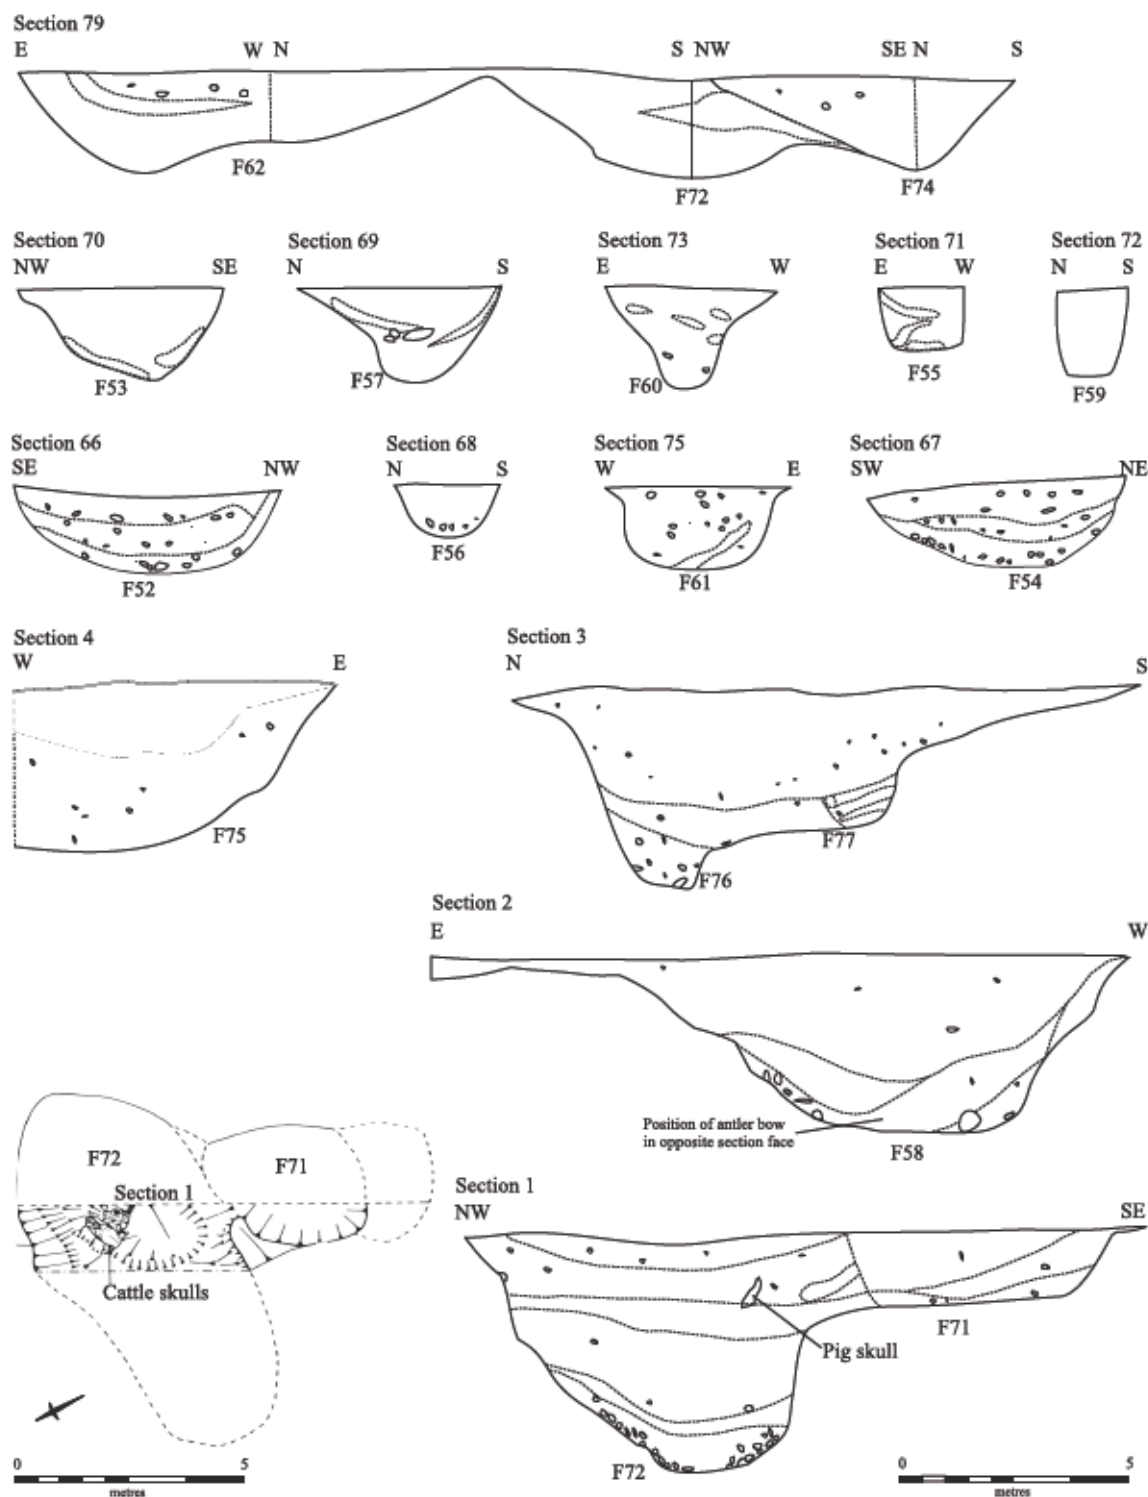 Section 79
E W N S NW SE N S
F62
F72
F74
Section 70 Section 69 Section 73 Section 71 Section 72
NW SE N S E W E W N S
F53
F57
F60
F55
F59
Section 66 Section 68 Section 75 Section 67
SE NW N S W E SW NE
F52
F56
F61
F54
Section 4 Section 3
W E N S
F75
F77
F76
Section 2
E W
Position of antler bow
in opposite section face
F58
F72
F71
Section 1
Cattle skulls
Section 1
NW SE
F71
Pig skull
F72
0 5
metres
0 5
metres